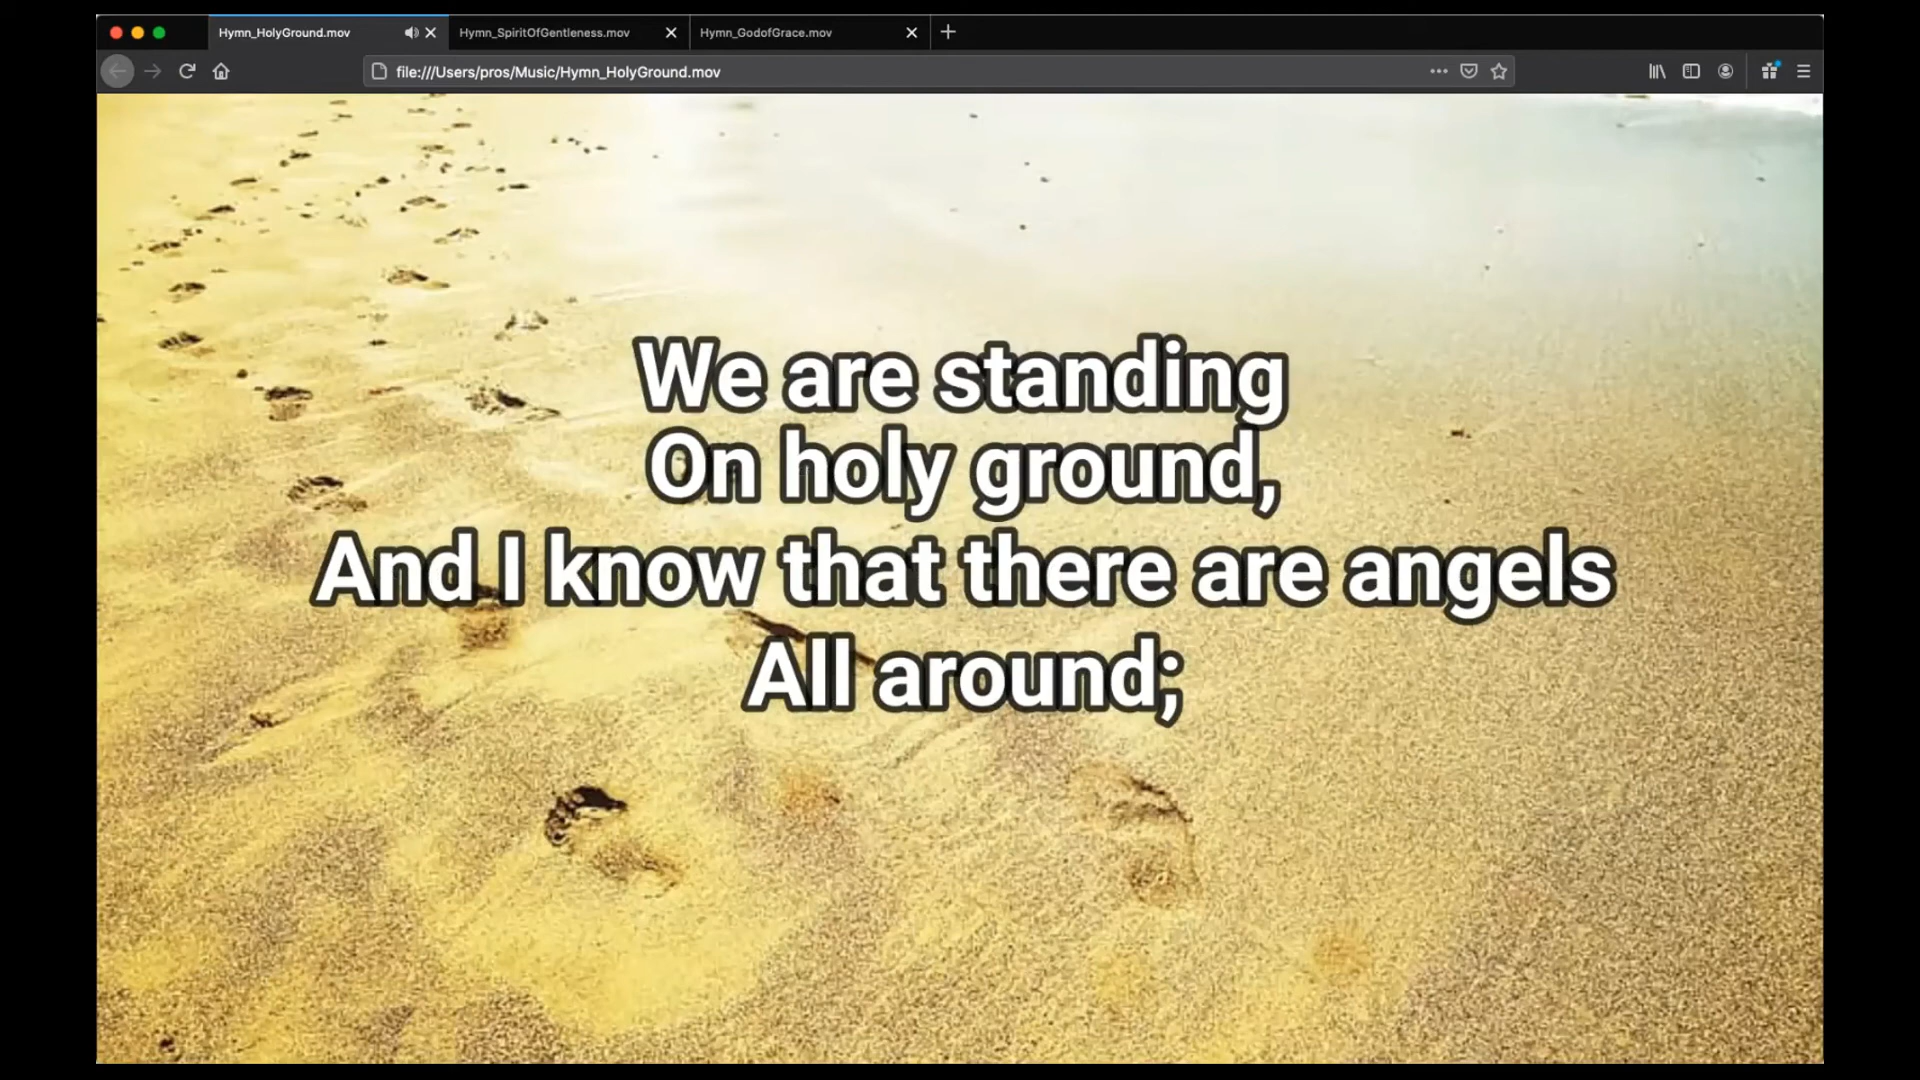 Hymn_HolyGround.mov
Hymn_SpiritOfGentleness.mov
Hymn_GodofGrace.mov
file:///Users/pros/Music/Hymn_HolyGround.mov
We are standing
On holy ground,
And I know that there are angels
All around;